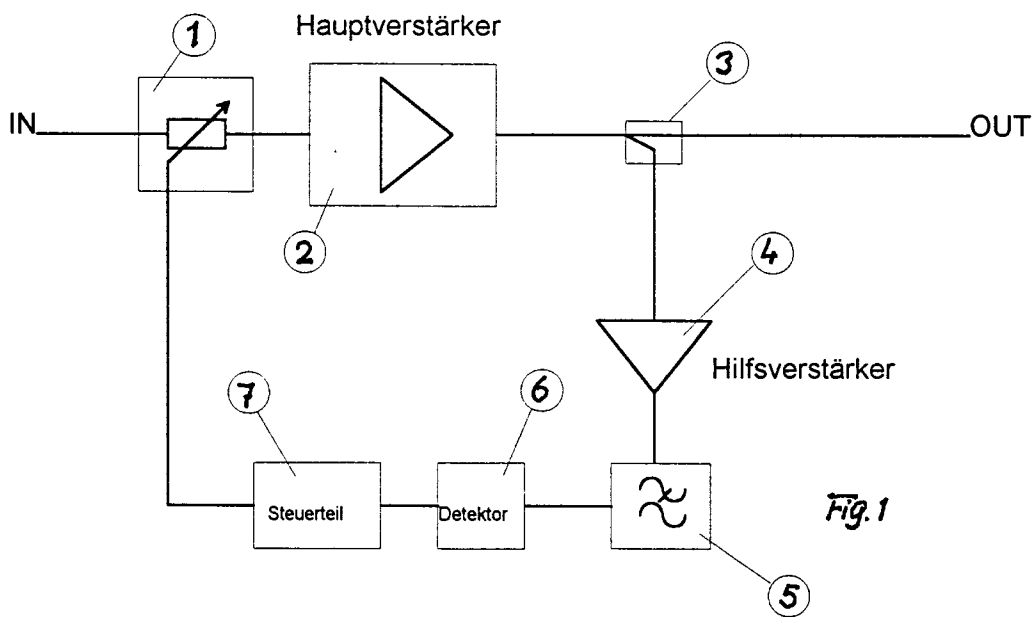 Hauptverstärker
1
3
IN
OUT
2
4
Hilfsverstärker
7
6
Steuerteil
Detektor
Fig. 1
5